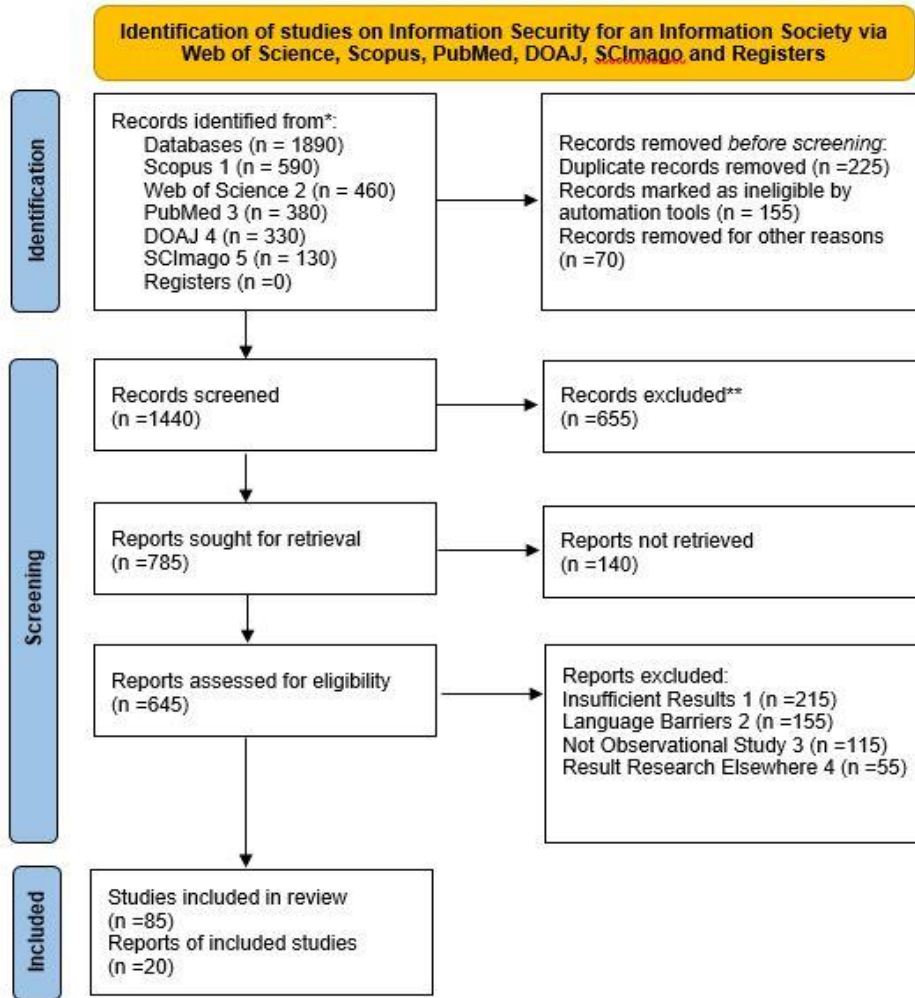 Identification of studies on Information Security for an Information Society via
Web of Science, Scopus, PubMed, DOAJ, SCImago and Registers
Identification
Records identified from*:
Databases (n = 1890)
Scopus 1 (n = 590)
Web of Science 2 (n = 460)
PubMed 3 (n = 380)
DOAJ 4 (n = 330)
SCImago 5 (n = 130)
Registers (n =0)
Records removed before screening:
Duplicate records removed (n =225)
Records marked as ineligible by
automation tools (n = 155)
Records removed for other reasons
(n =70)
Screening
Records screened
(n =1440)
Records excluded**
(n =655)
Reports sought for retrieval
(n =785)
Reports not retrieved
(n =140)
Reports assessed for eligibility
(n =645)
Reports excluded:
Insufficient Results 1 (n =215)
Language Barriers 2 (n =155)
Not Observational Study 3 (n =115)
Result Research Elsewhere 4 (n =55)
Included
Studies included in review
(n =85)
Reports of included studies
(n =20)